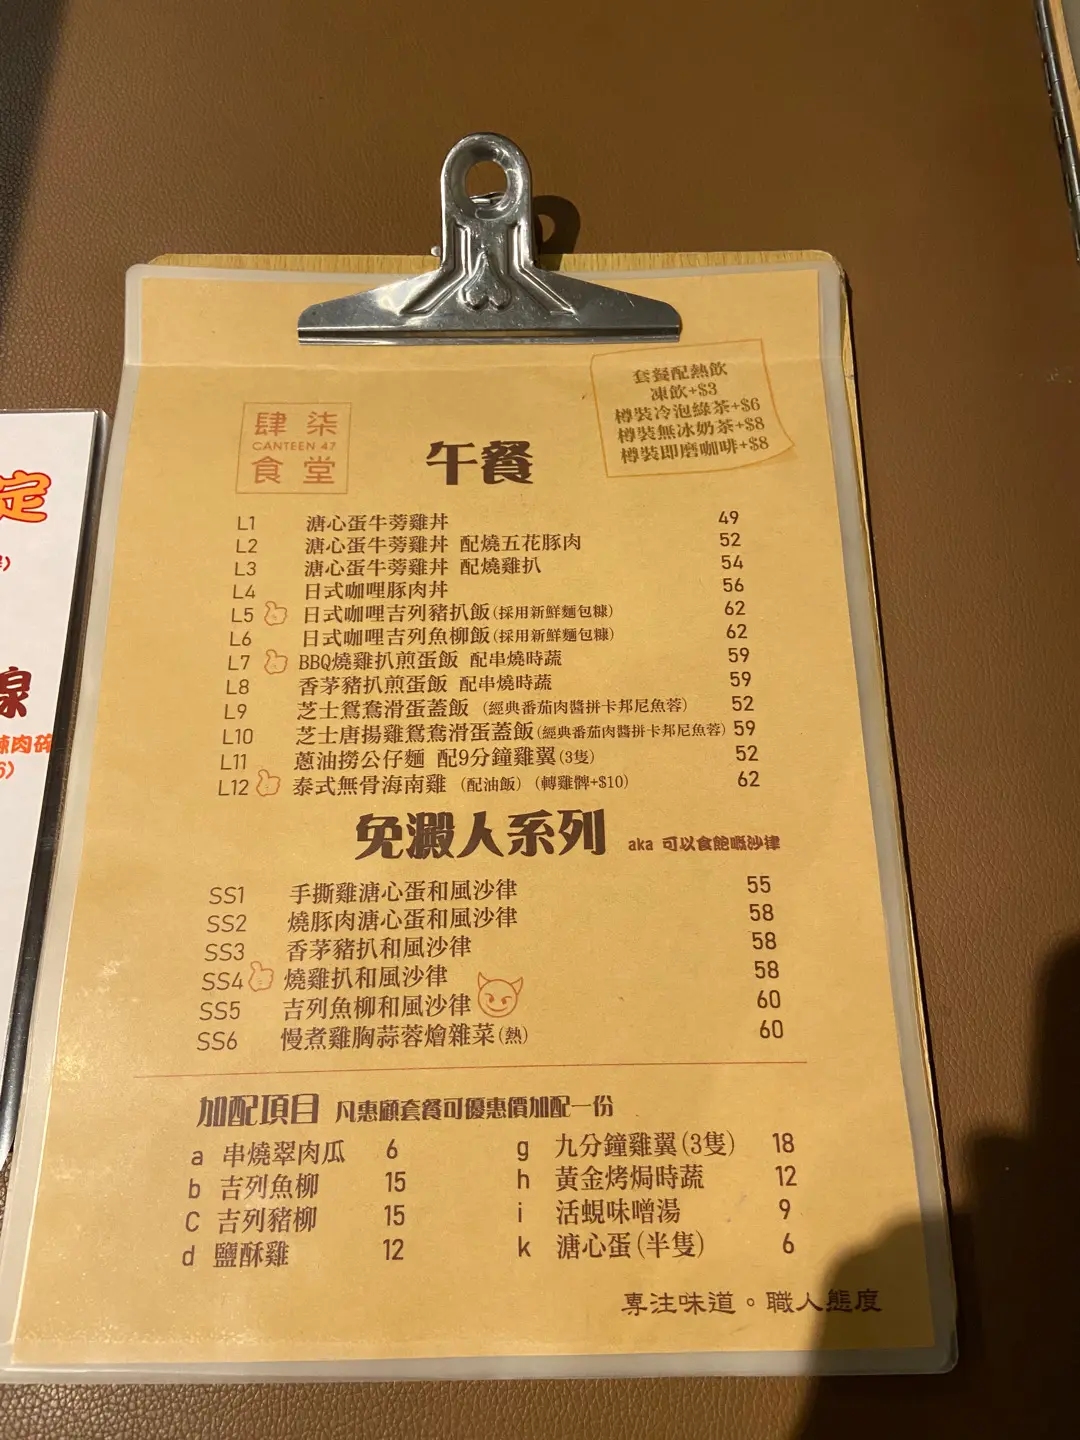 套餐配熱飲
凍飲+$3
樽裝冷泡綠茶+$6
樽裝無冰奶茶+$8
樽裝即磨咖啡+$8
肆柒
CANTEEN 47
食堂
午餐
L1 溏心蛋牛蒡雞丼 49
L2 溏心蛋牛蒡雞丼 配燒五花豚肉 52
L3 溏心蛋牛蒡雞丼 配燒雞扒 54
L4 日式咖哩豚肉丼 56
L5 日式咖哩吉列豬扒飯(採用新鮮麵包糠) 62
L6 日式咖哩吉列魚柳飯(採用新鮮麵包糠) 62
L7 BBQ燒雞扒煎蛋飯 配串燒時蔬 59
L8 香茅豬扒煎蛋飯 配串燒時蔬 59
L9 芝士鴛鴦滑蛋蓋飯 (經典番茄肉醬拼卡邦尼魚蓉) 52
L10 芝士唐揚雞鴛鴦滑蛋蓋飯(經典番茄肉醬拼卡邦尼魚蓉) 59
L11 蔥油撈公仔麵 配9分鐘雞翼(3隻) 52
L12 泰式無骨海南雞 (配油飯) (轉雞髀+$10) 62
免澱人系列 aka 可以食飽嘅沙律
SS1 手撕雞溏心蛋和風沙律 55
SS2 燒豚肉溏心蛋和風沙律 58
SS3 香茅豬扒和風沙律 58
SS4 燒雞扒和風沙律 58
SS5 吉列魚柳和風沙律 60
SS6 慢煮雞胸蒜蓉燴雜菜(熱) 60
加配項目 凡惠顧套餐可優惠價加配一份
a 串燒翠肉瓜 6
b 吉列魚柳 15
C 吉列豬柳 15
d 鹽酥雞 12
g 九分鐘雞翼(3隻) 18
h 黃金烤焗時蔬 12
i 活蜆味噌湯 9
k 溏心蛋(半隻) 6
專注味道。職人態度
定
線
辣肉碎